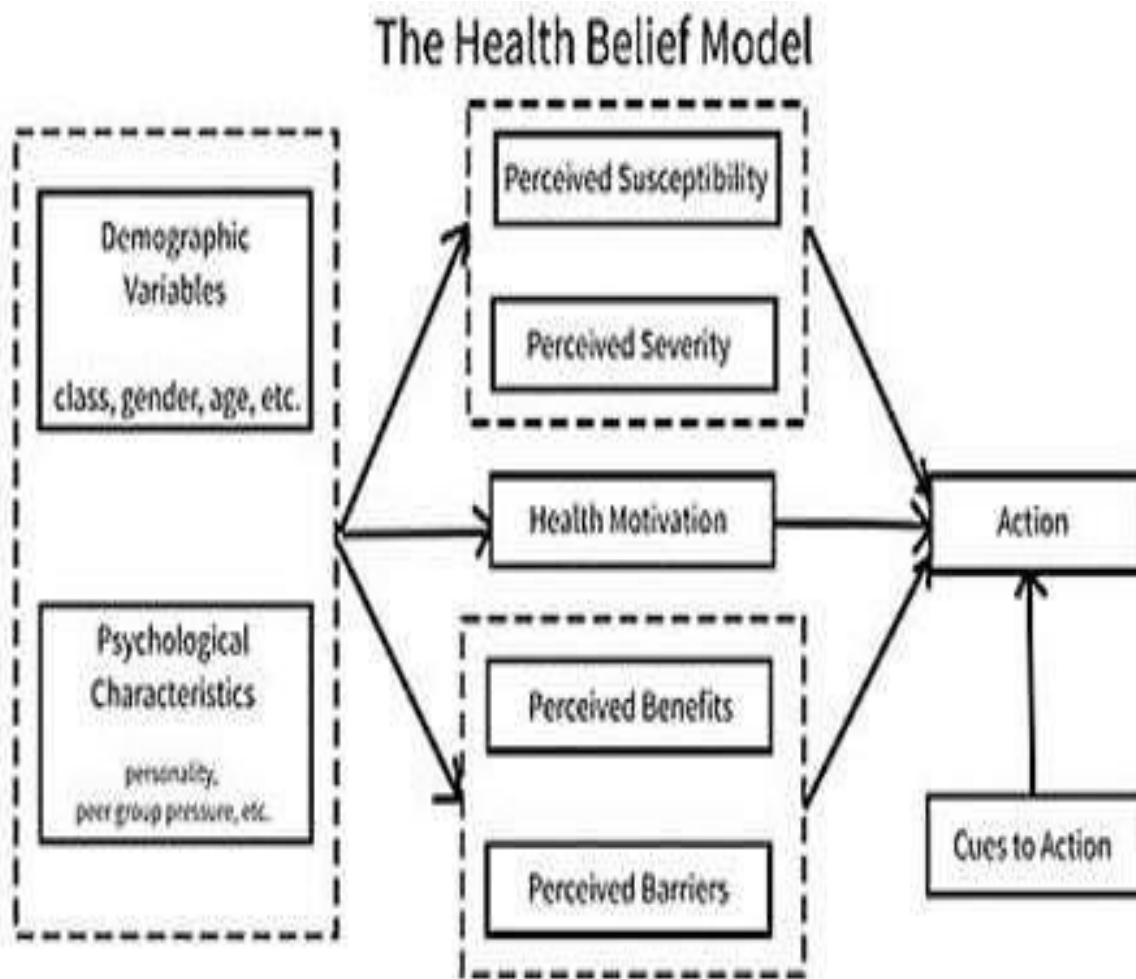 The Health Belief Model
Demographic
Variables
class, gender, age, etc.
Psychological
Characteristics
personality,
peer group pressure, etc.
Perceived Susceptibility
Perceived Severity
Health Motivation
Perceived Benefits
Perceived Barriers
Action
Cues to Action